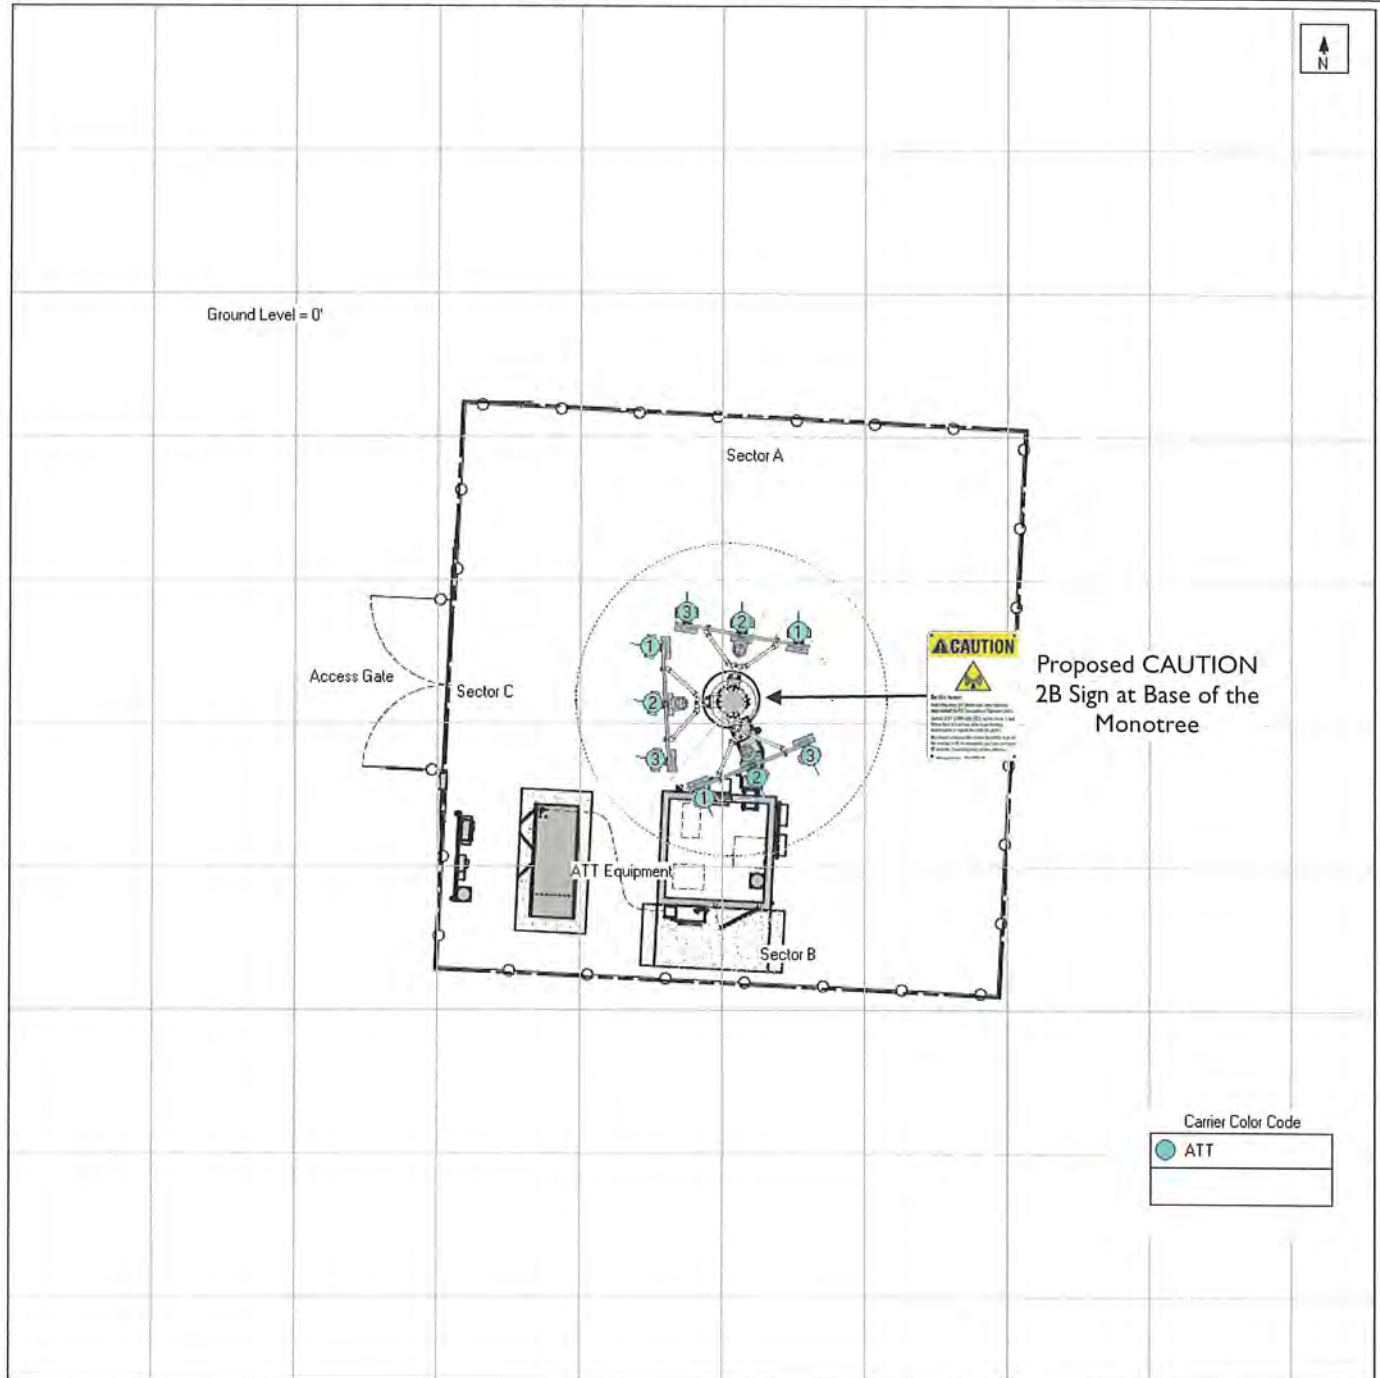 N
Ground Level = 0'
Sector A
3
2
1
1
CAUTION
Proposed CAUTION
2B Sign at Base of the
Monotree
Access Gate
Sector C
2
3
3
2
1
ATT Equipment
Sector B
Carrier Color Code
ATT